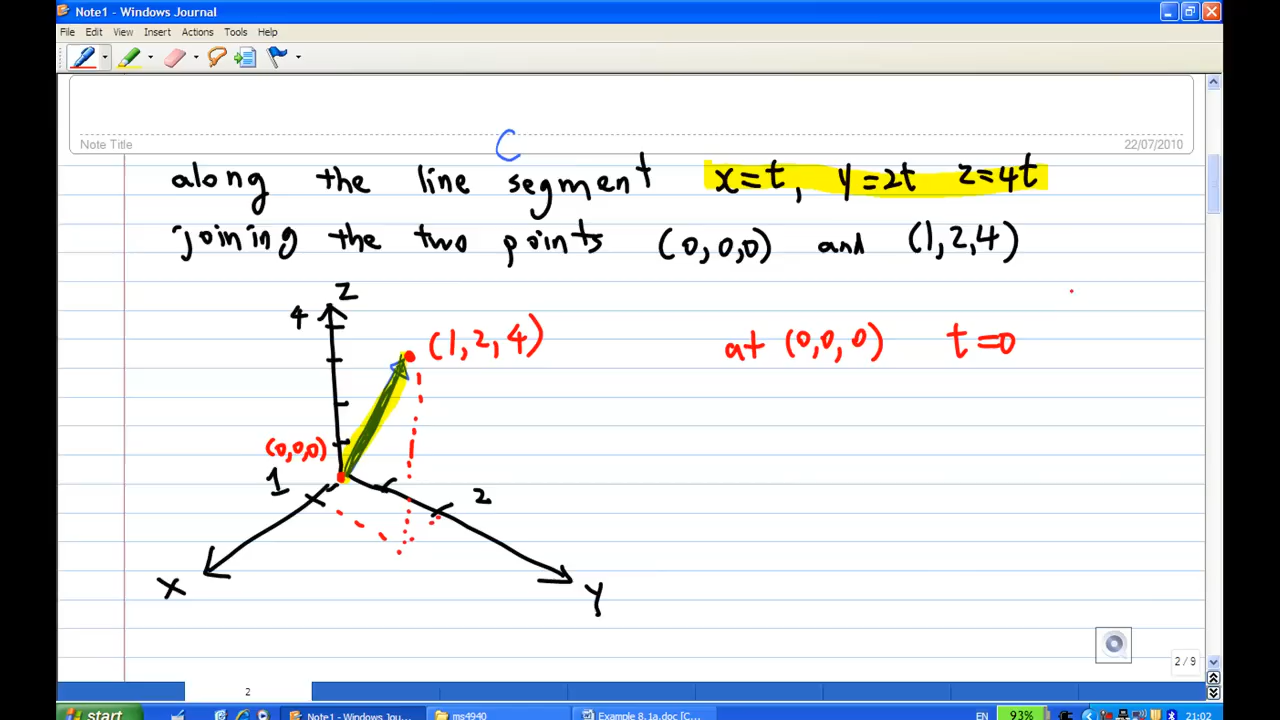 Note1 - Windows Journal
File Edit View Insert Actions Tools Help
Note Title 22/07/2010
C
along the line segment x=t, y=2t z=4t
joining the two points (0,0,0) and (1,2,4)
z
4
(1,2,4)
at (0,0,0) t=0
(0,0,0)
1
2
X
Y
2 / 9
2
start
Note1 - Windows Jou...
ms4940
Example 8.1a.doc [C...
EN
93%
21:02